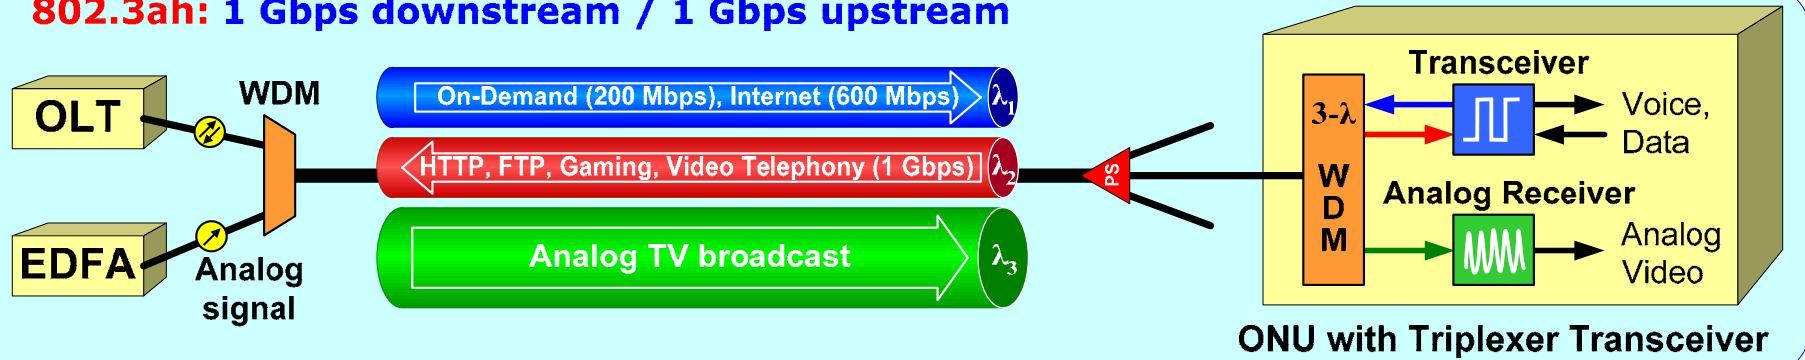 802.3ah: 1 Gbps downstream / 1 Gbps upstream
OLT
WDM
EDFA
Analog
signal
On-Demand (200 Mbps), Internet (600 Mbps)
λ1
HTTP, FTP, Gaming, Video Telephony (1 Gbps)
λ2
Analog TV broadcast
λ3
PS
3-λ
W
D
M
Transceiver
Voice,
Data
Analog Receiver
Analog
Video
ONU with Triplexer Transceiver